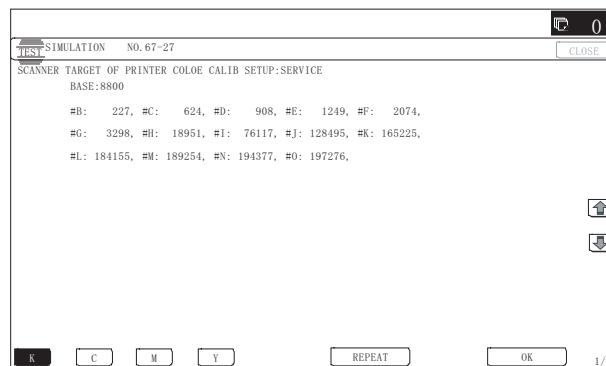 0
TEST SIMULATION NO.67-27
CLOSE
SCANNER TARGET OF PRINTER COLOE CALIB SETUP:SERVICE
BASE:8800
#B: 227, #C: 624, #D: 908, #E: 1249, #F: 2074,
#G: 3298, #H: 18951, #I: 76117, #J: 128495, #K: 165225,
#L: 184155, #M: 189254, #N: 194377, #O: 197276,
K C M Y REPEAT OK 1/